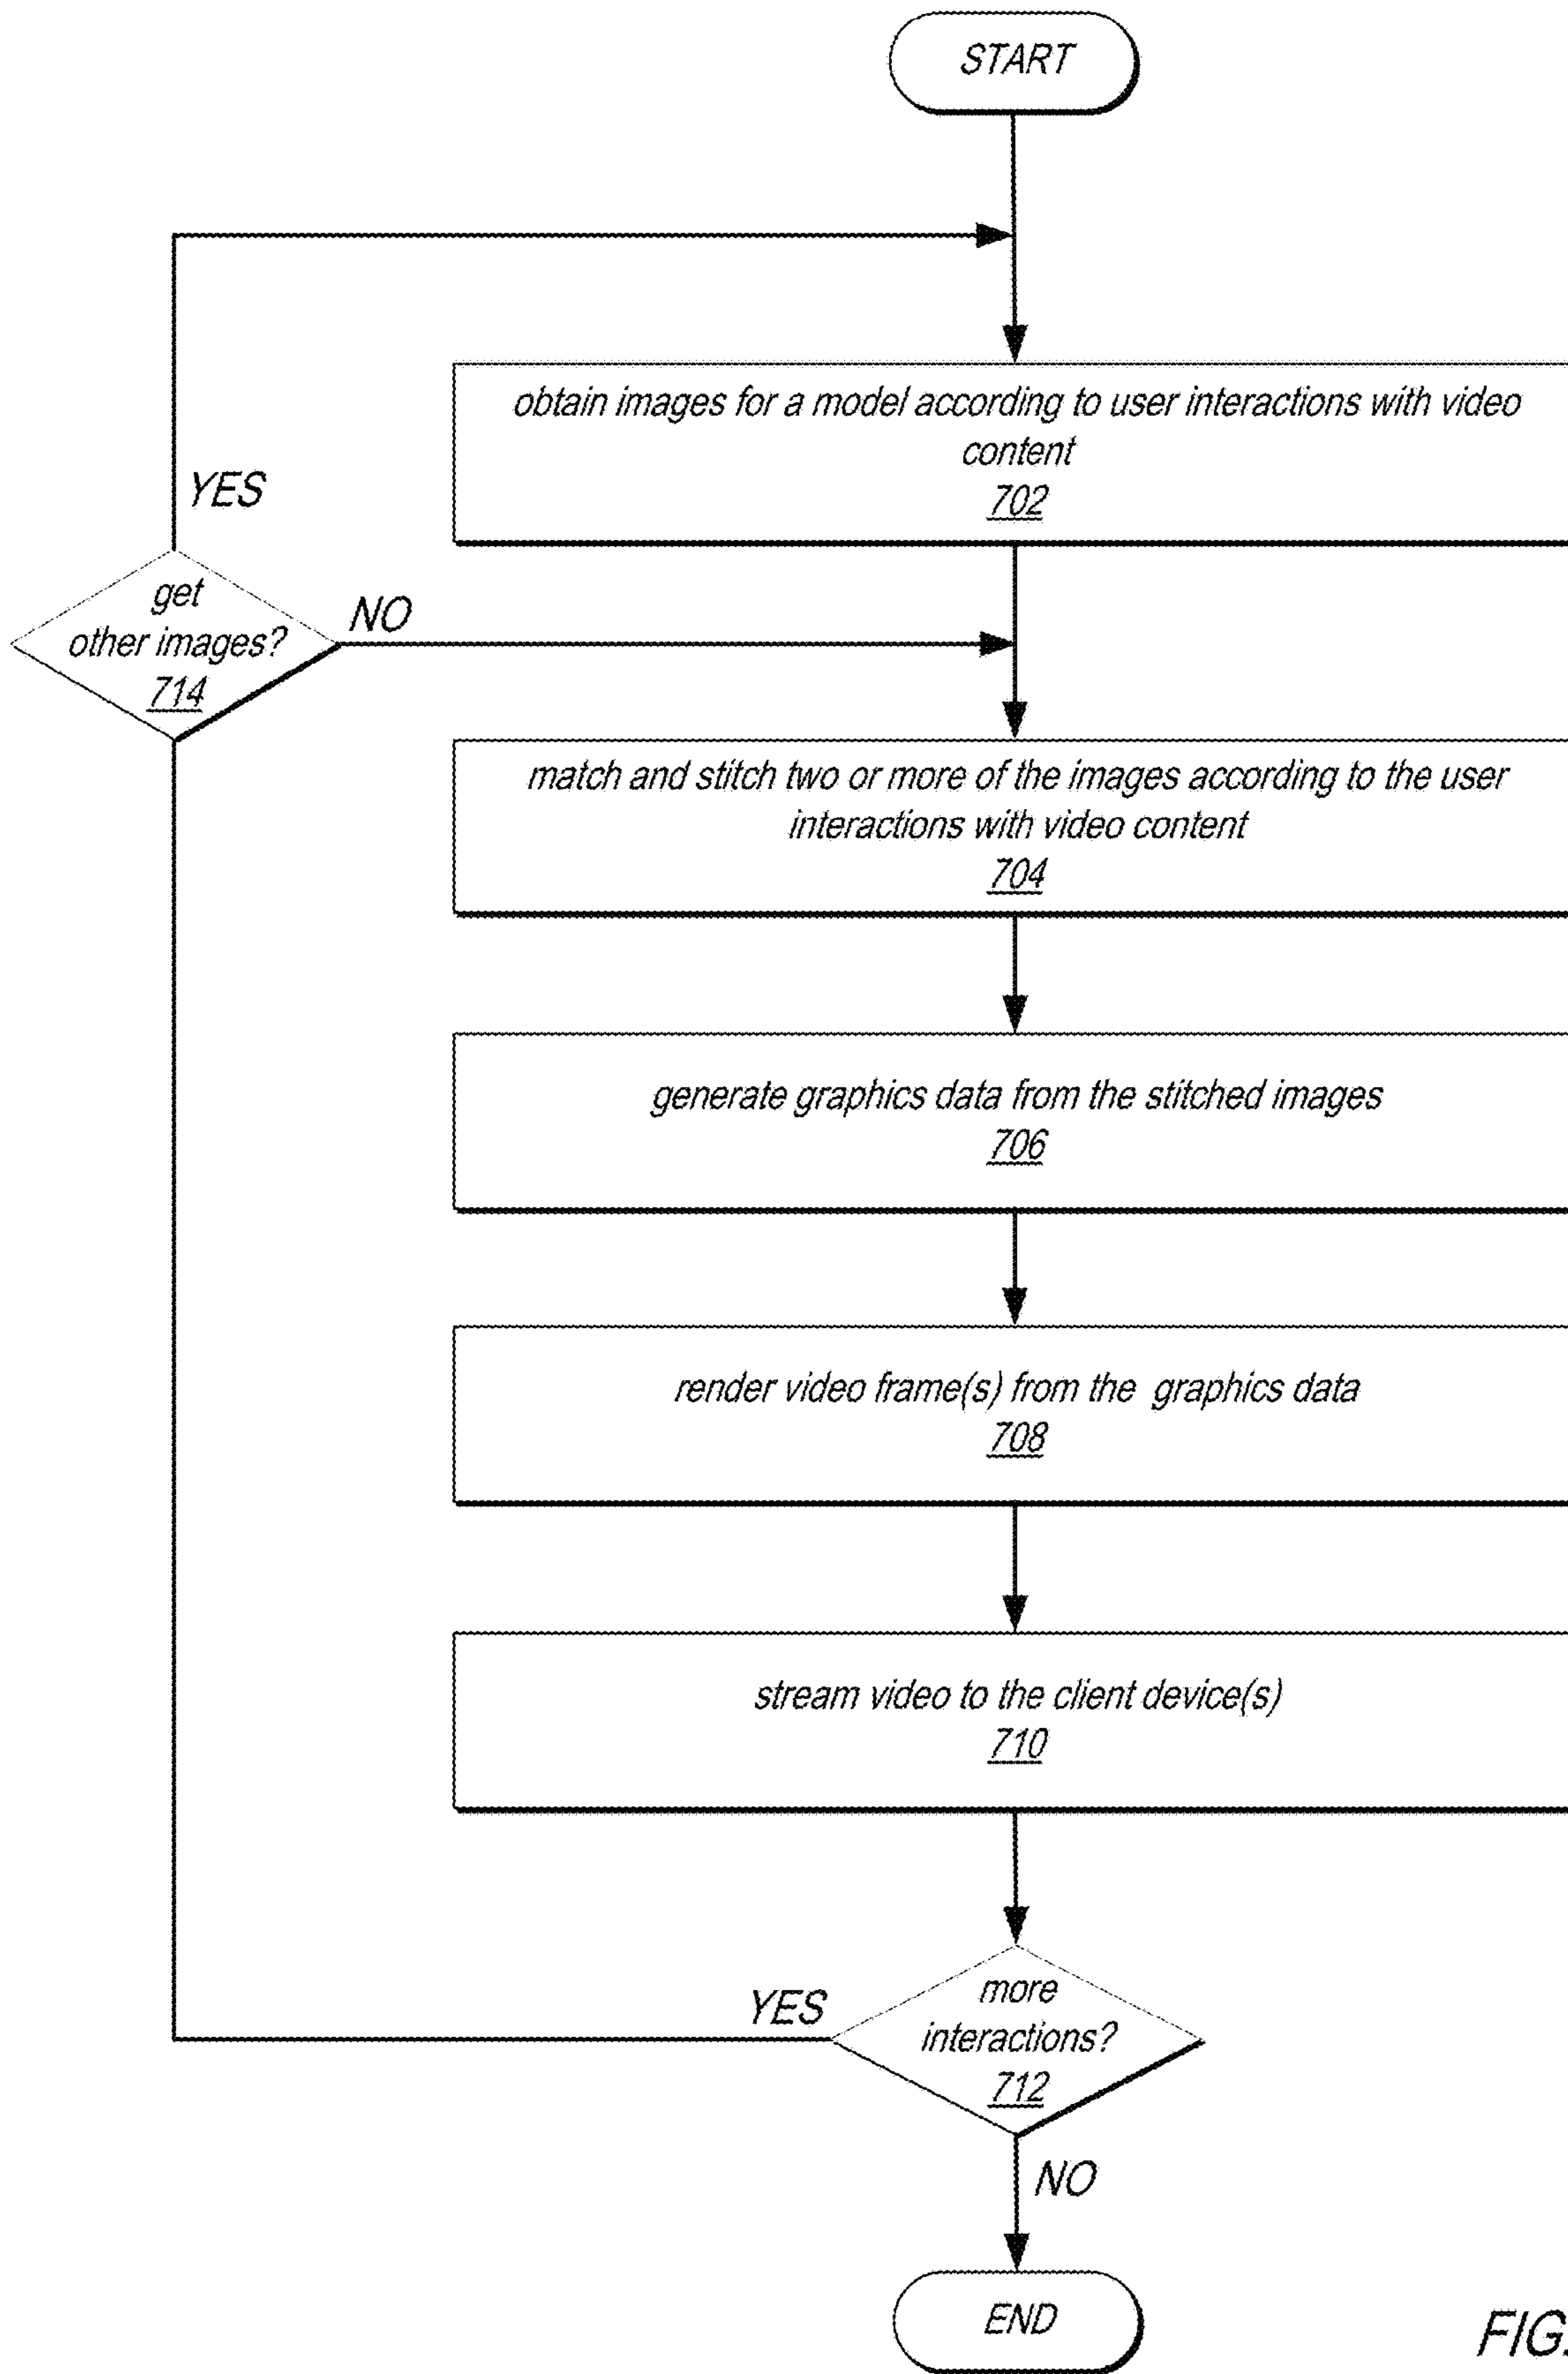 START
obtain images for a model according to user interactions with video
content
702
YES
get
other images?
714
NO
match and stitch two or more of the images according to the user
interactions with video content
704
generate graphics data from the stitched images
706
render video frame(s) from the graphics data
708
stream video to the client device(s)
710
YES
more
interactions?
712
NO
END
FIG.